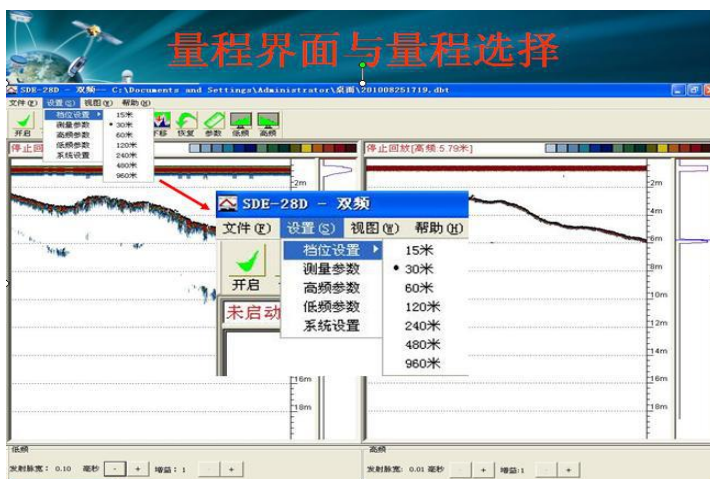 量程界面与量程选择
SDE-28D - 双频-- C:\Documents and Settings\Administrator\桌面\201008251719.dbt
文件(F) 设置(S) 视图(V) 帮助(H)
档位设置 15米
测量参数 30米
高频参数 60米
低频参数 120米
系统设置 240米
480米
960米
开启 下移 恢复 参数 低频 高频
停止回 停止回放[高频:5.79米]
2m 2m
4m
6m
8m
10m
12m
14m
16m 16m
18m 18m
SDE-28D - 双频
文件(F) 设置(S) 视图(V) 帮助(H)
档位设置 15米
测量参数 30米
高频参数 60米
低频参数 120米
系统设置 240米
480米
960米
开启
未启动
低频 高频
发射脉宽: 0.10 毫秒 - + 增益: 1 - +
发射脉宽: 0.01 毫秒 - + 增益:1 - +